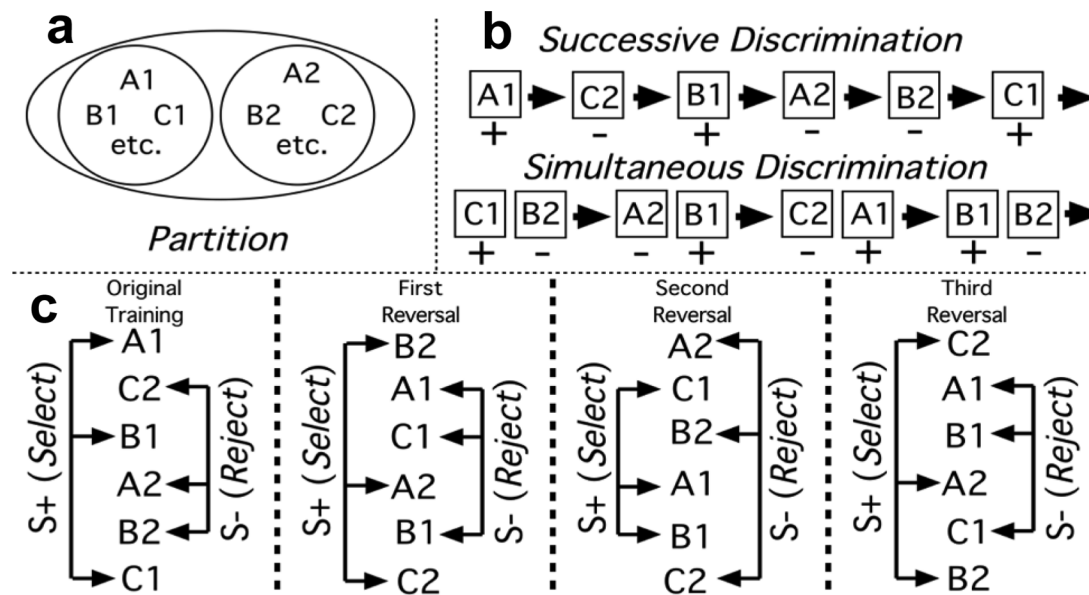 a
A1
B1 C1
etc.
A2
B2 C2
etc.
Partition
b
Successive Discrimination
A1 C2 B1 A2 B2 C1
+ - + - - +
Simultaneous Discrimination
C1 B2 A2 B1 C2 A1 B1 B2
+ - - + - + + -
c
Original
Training
S+ (Select)
A1
C2
B1
A2
B2
C1
S- (Reject)
First
Reversal
S+ (Select)
B2
A1
C1
A2
B1
C2
S- (Reject)
Second
Reversal
S+ (Select)
A2
C1
B2
A1
B1
C2
S- (Reject)
Third
Reversal
S+ (Select)
C2
A1
B1
A2
C1
B2
S- (Reject)